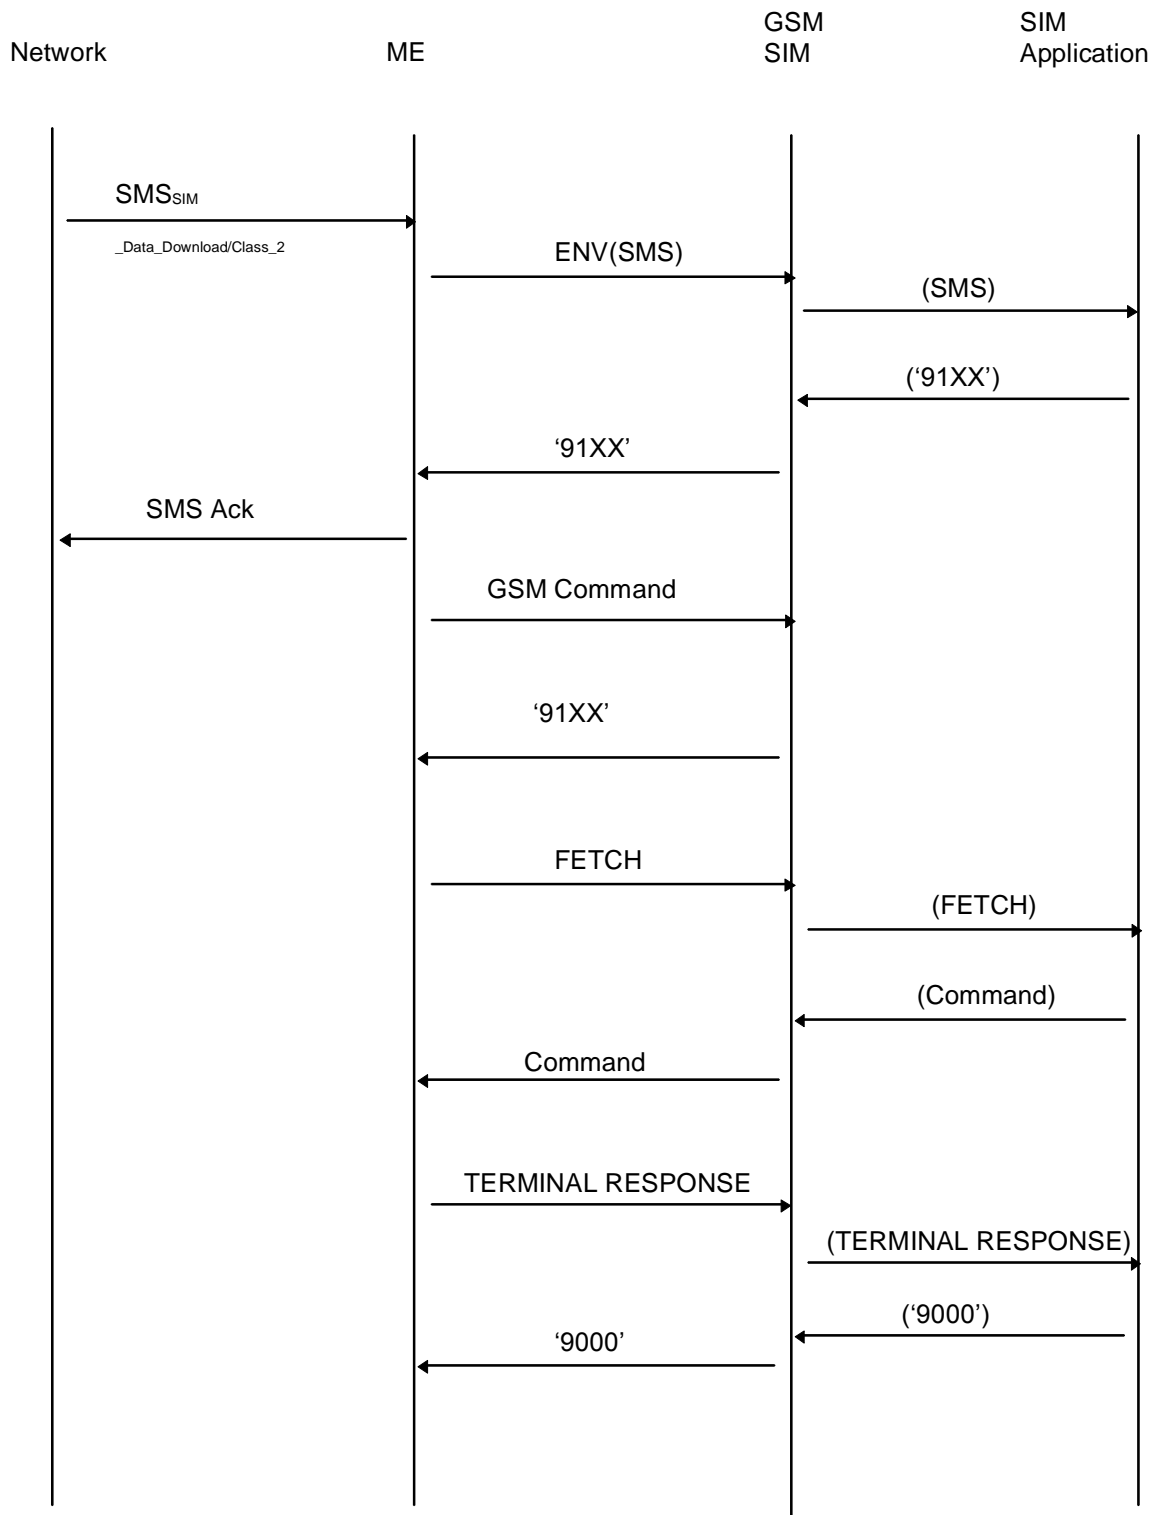 GSM SIM
Network ME SIM Application
SMSSIM
_Data_Download/Class_2
ENV(SMS)
(SMS)
(‘91XX’)
‘91XX’
SMS Ack
GSM Command
‘91XX’
FETCH
(FETCH)
(Command)
Command
TERMINAL RESPONSE
(TERMINAL RESPONSE)
(‘9000’)
‘9000’